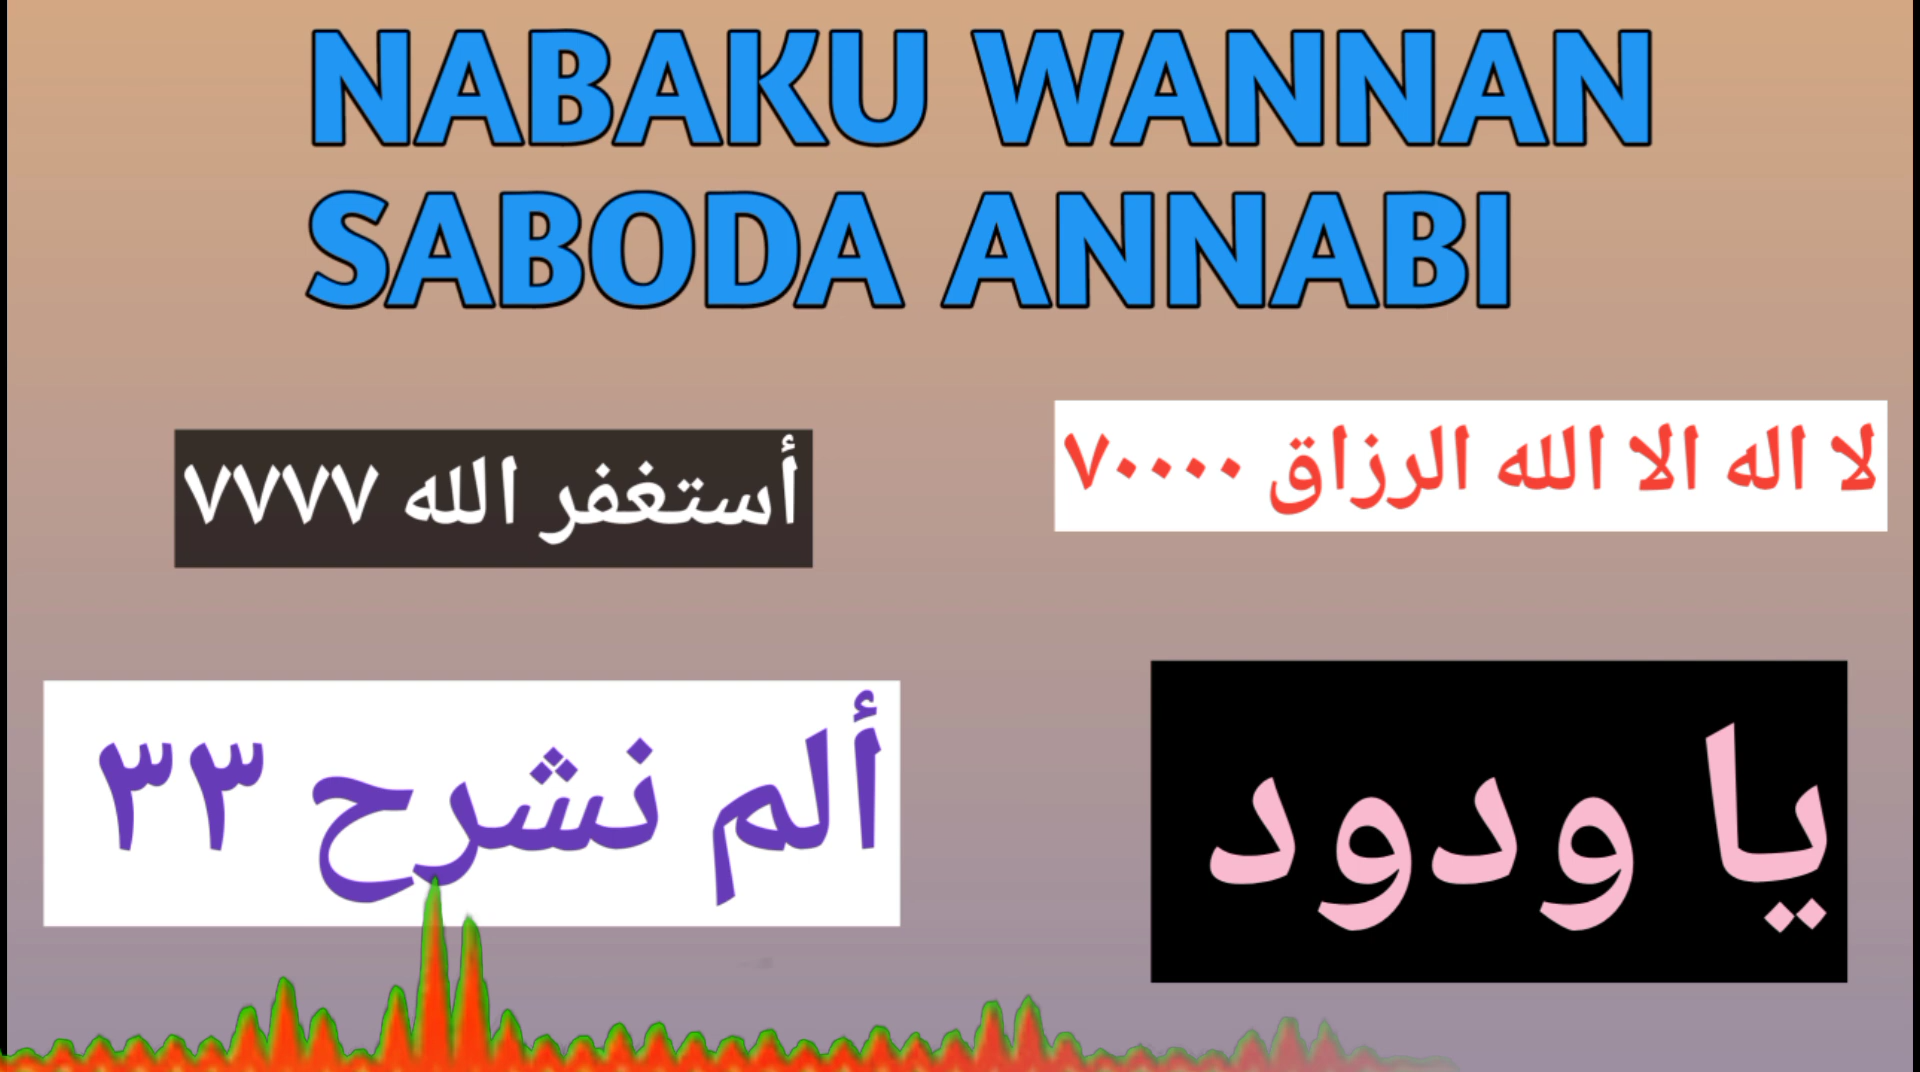 NABAKU WANNAN
SABODA ANNABI
لا اله الا الله الرزاق ٧٠٠٠٠
أستغفر الله ٧٧٧٧
يا ودود
ألم نشرح ٣٣